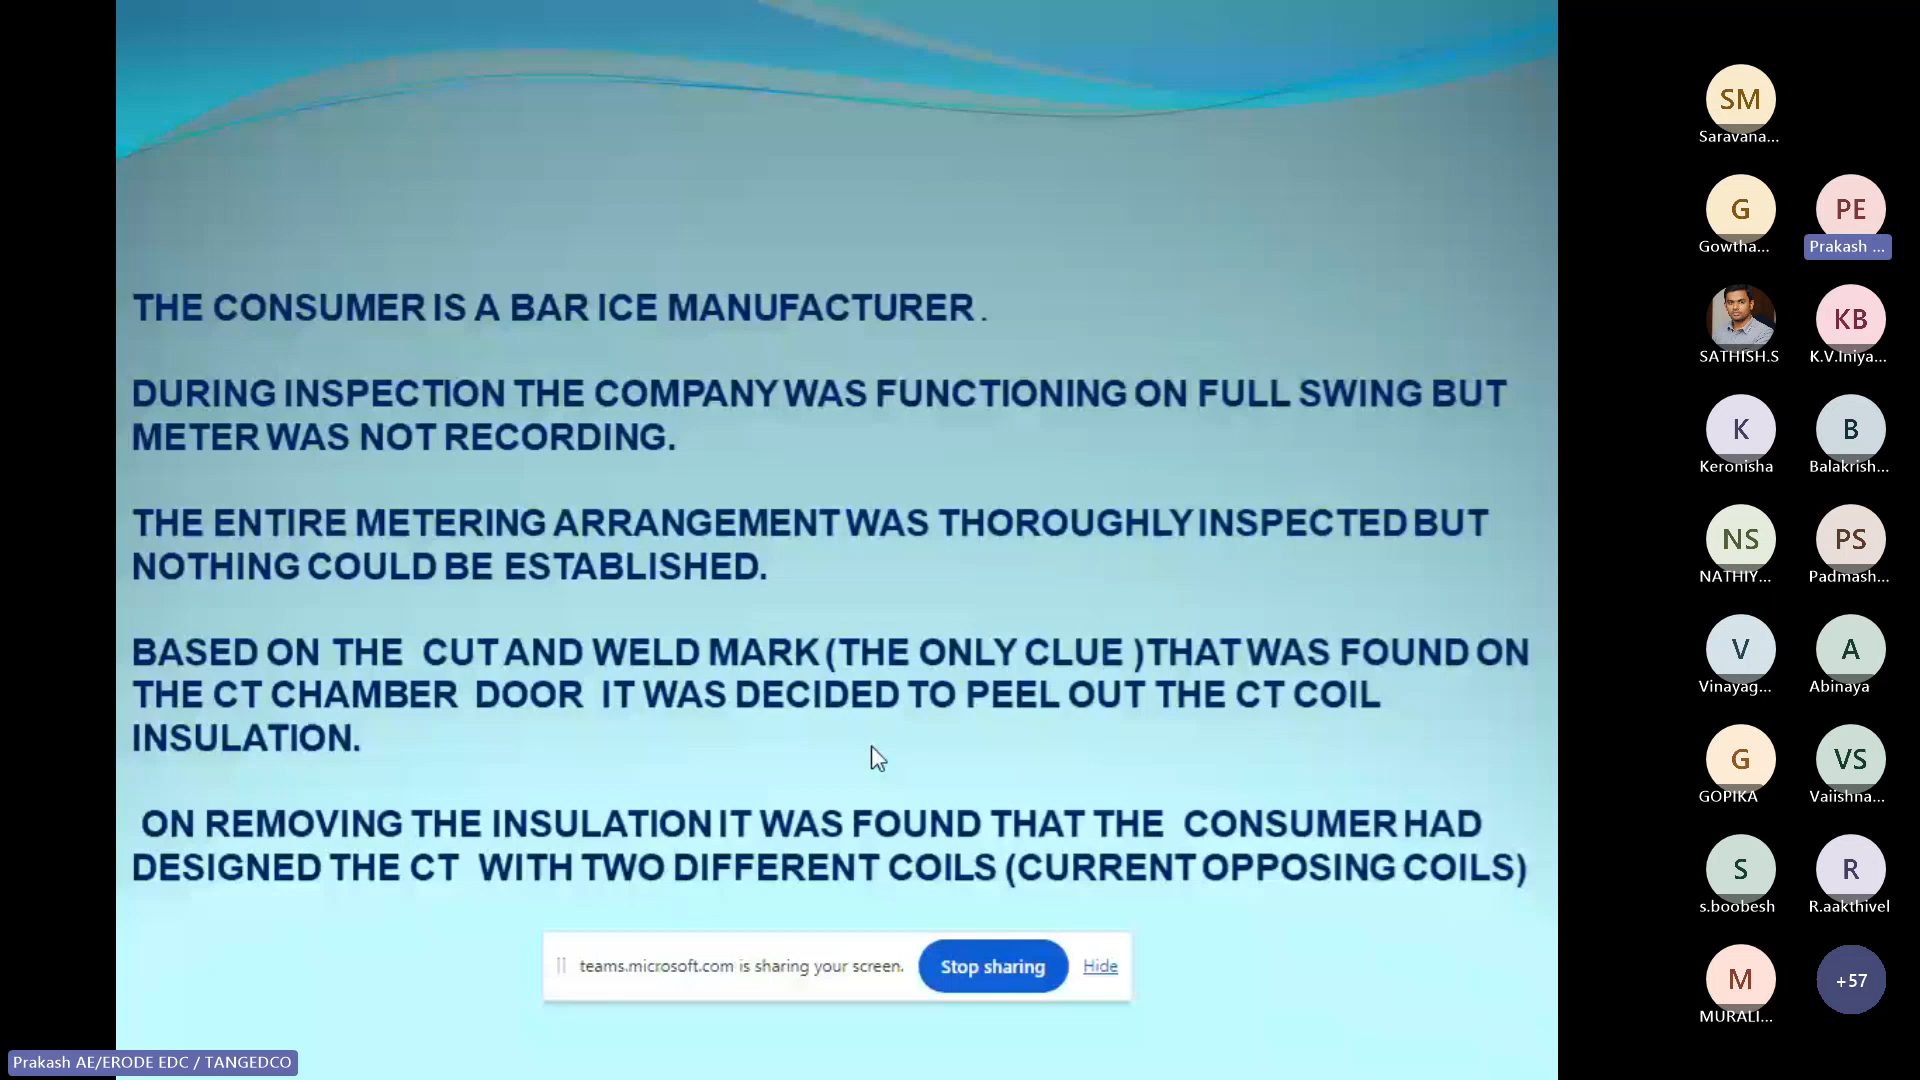 THE CONSUMER IS A BAR ICE MANUFACTURER .
DURING INSPECTION THE COMPANY WAS FUNCTIONING ON FULL SWING BUT
METER WAS NOT RECORDING.
THE ENTIRE METERING ARRANGEMENT WAS THOROUGHLY INSPECTED BUT
NOTHING COULD BE ESTABLISHED.
BASED ON THE CUT AND WELD MARK (THE ONLY CLUE )THAT WAS FOUND ON
THE CT CHAMBER DOOR IT WAS DECIDED TO PEEL OUT THE CT COIL
INSULATION.
ON REMOVING THE INSULATION IT WAS FOUND THAT THE CONSUMER HAD
DESIGNED THE CT WITH TWO DIFFERENT COILS (CURRENT OPPOSING COILS)
teams.microsoft.com is sharing your screen. Stop sharing Hide
Prakash AE/ERODE EDC / TANGEDCO
SM
Saravana...
G PE
Gowtha... Prakash ...
KB
SATHISH.S K.V.Iniya...
K B
Keronisha Balakrish...
NS PS
NATHIY... Padmash...
V A
Vinayag... Abinaya
G VS
GOPIKA Vaiishna...
S R
s.boobesh R.aakthivel
M +57
MURALI...